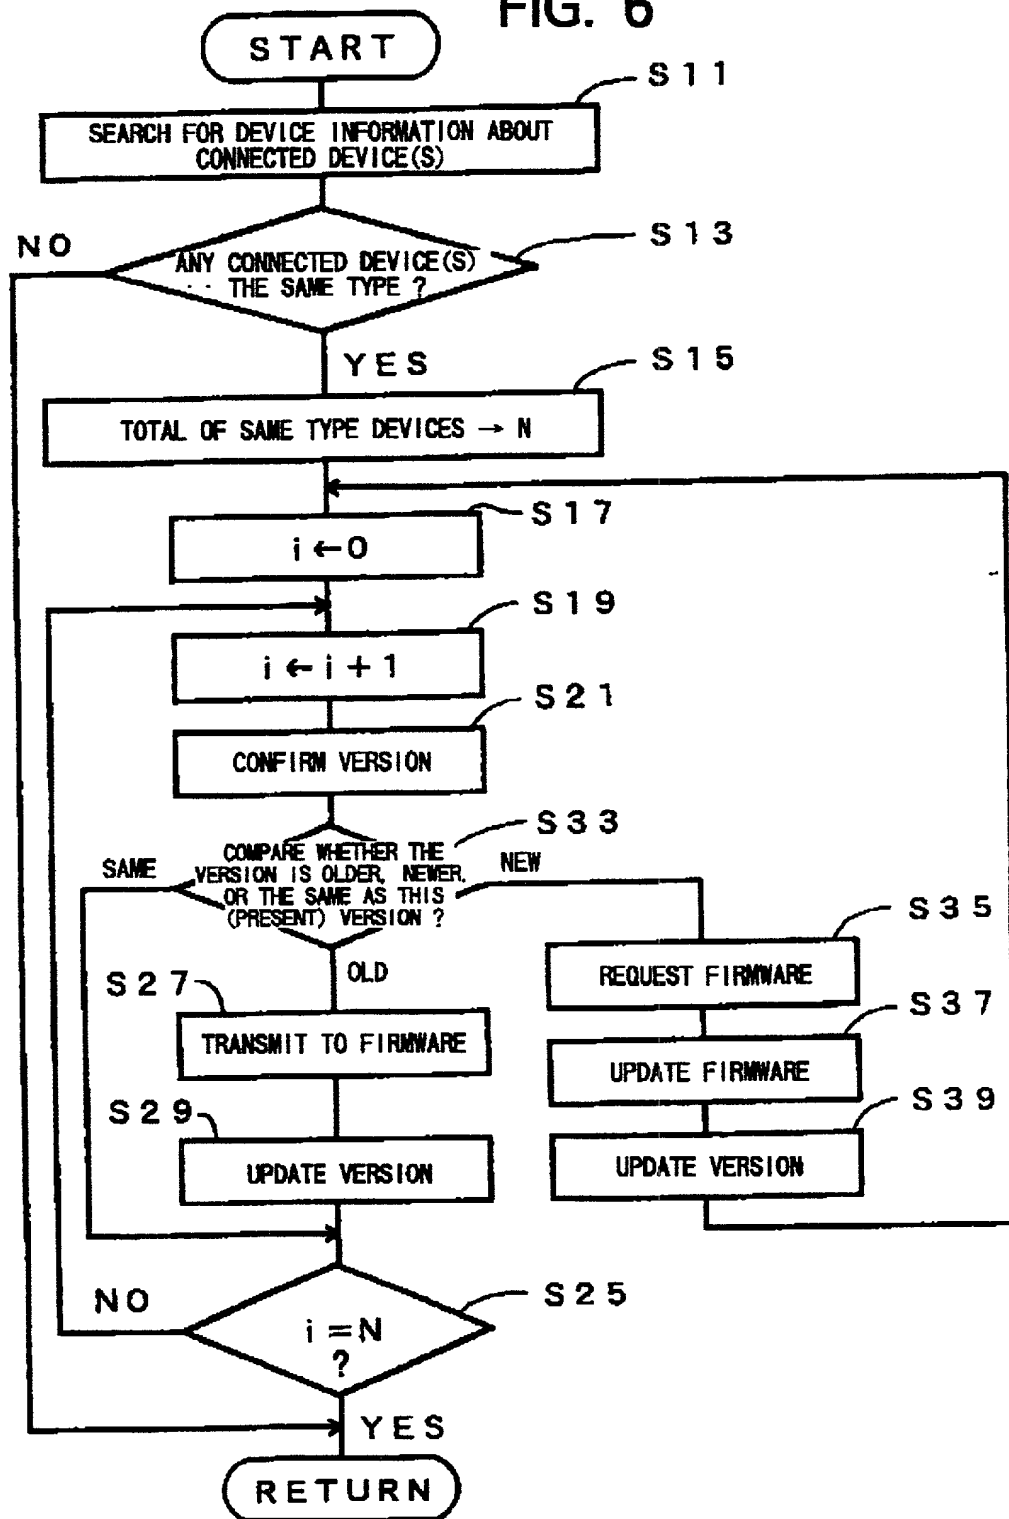 FIG. 6
START
S11
SEARCH FOR DEVICE INFORMATION ABOUT
CONNECTED DEVICE(S)
NO
S13
ANY CONNECTED DEVICE(S)
THE SAME TYPE ?
YES
S15
TOTAL OF SAME TYPE DEVICES → N
S17
i ← 0
S19
i ← i + 1
S21
CONFIRM VERSION
S33
COMPARE WHETHER THE
VERSION IS OLDER, NEWER,
OR THE SAME AS THIS
(PRESENT) VERSION ?
SAME
NEW
OLD
S35
REQUEST FIRMWARE
S27
TRANSMIT TO FIRMWARE
S37
UPDATE FIRMWARE
S29
UPDATE VERSION
S39
UPDATE VERSION
S25
NO
i = N
?
YES
RETURN